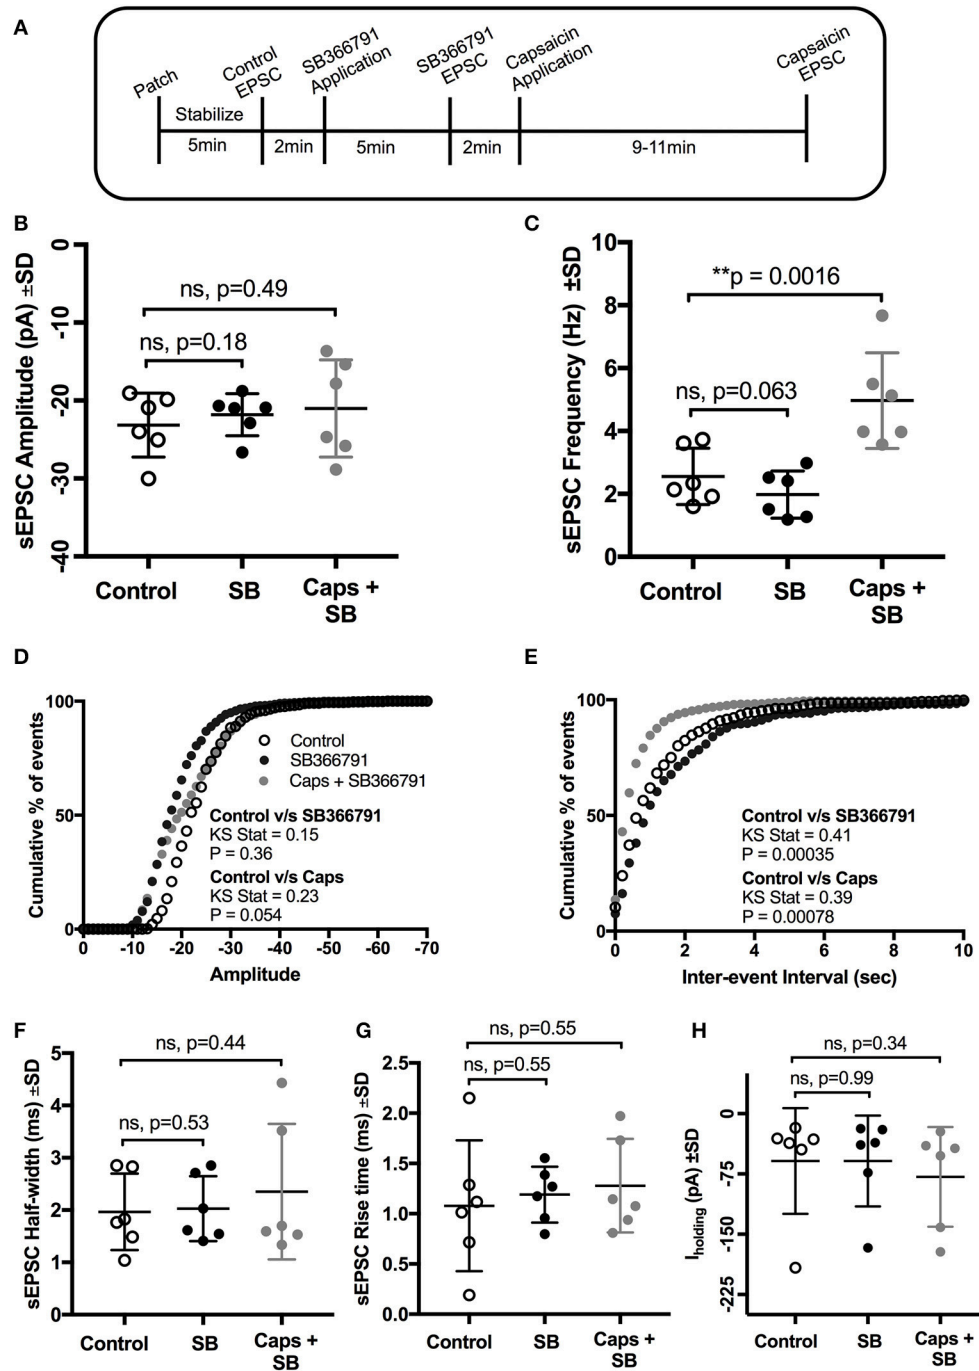 A
Patch
Control
EPSC
SB366791
Application
SB366791
EPSC
Capsaicin
Application
Capsaicin
EPSC
Stabilize
5min
2min
5min
2min
9-11min
B
sEPSC Amplitude (pA) ±SD
0
-10
-20
-30
-40
ns, p=0.49
ns, p=0.18
Control
SB
Caps +
SB
C
sEPSC Frequency (Hz) ±SD
10
8
6
4
2
0
**p = 0.0016
ns, p=0.063
Control
SB
Caps +
SB
D
Cumulative % of events
100
50
0
Control
SB366791
Caps + SB366791
Control v/s SB366791
KS Stat = 0.15
P = 0.36
Control v/s Caps
KS Stat = 0.23
P = 0.054
0 -10 -20 -30 -40 -50 -60 -70
Amplitude
E
Cumulative % of events
100
50
0
Control v/s SB366791
KS Stat = 0.41
P = 0.00035
Control v/s Caps
KS Stat = 0.39
P = 0.00078
0 2 4 6 8 10
Inter-event Interval (sec)
F
sEPSC Half-width (ms) ±SD
5
4
3
2
1
0
ns, p=0.44
ns, p=0.53
Control
SB
Caps +
SB
G
sEPSC Rise time (ms) ±SD
2.5
2.0
1.5
1.0
0.5
0.0
ns, p=0.55
ns, p=0.55
Control
SB
Caps +
SB
H
Iholding (pA) ±SD
0
-75
-150
-225
ns, p=0.34
ns, p=0.99
Control
SB
Caps +
SB